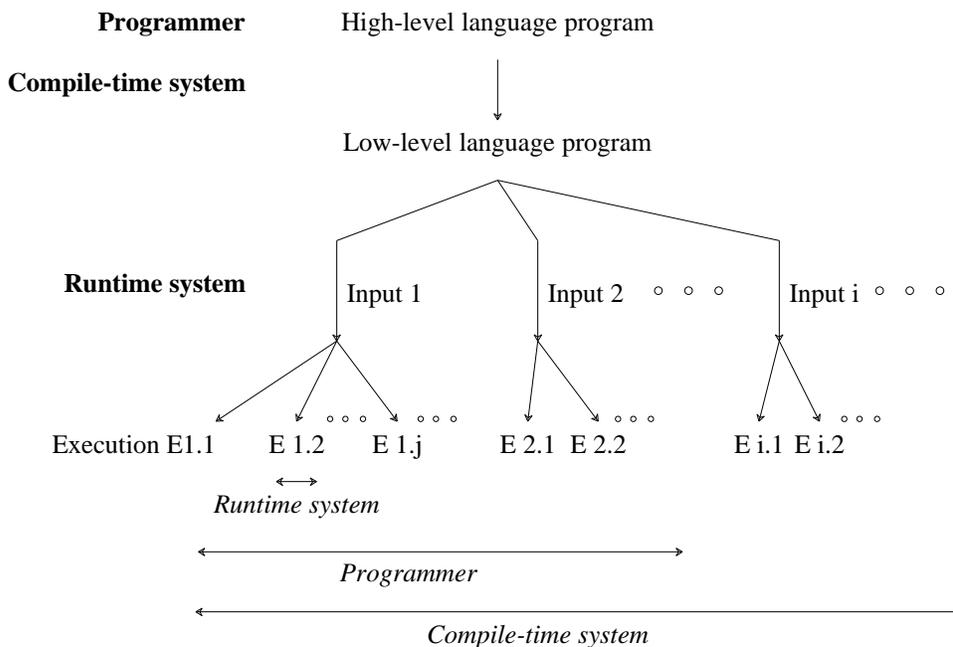 Programmer High-level language program
Compile-time system
Low-level language program
Runtime system Input 1 Input 2 Input i
Execution E1.1 E 1.2 E 1.j E 2.1 E 2.2 E i.1 E i.2
Runtime system
Programmer
Compile-time system